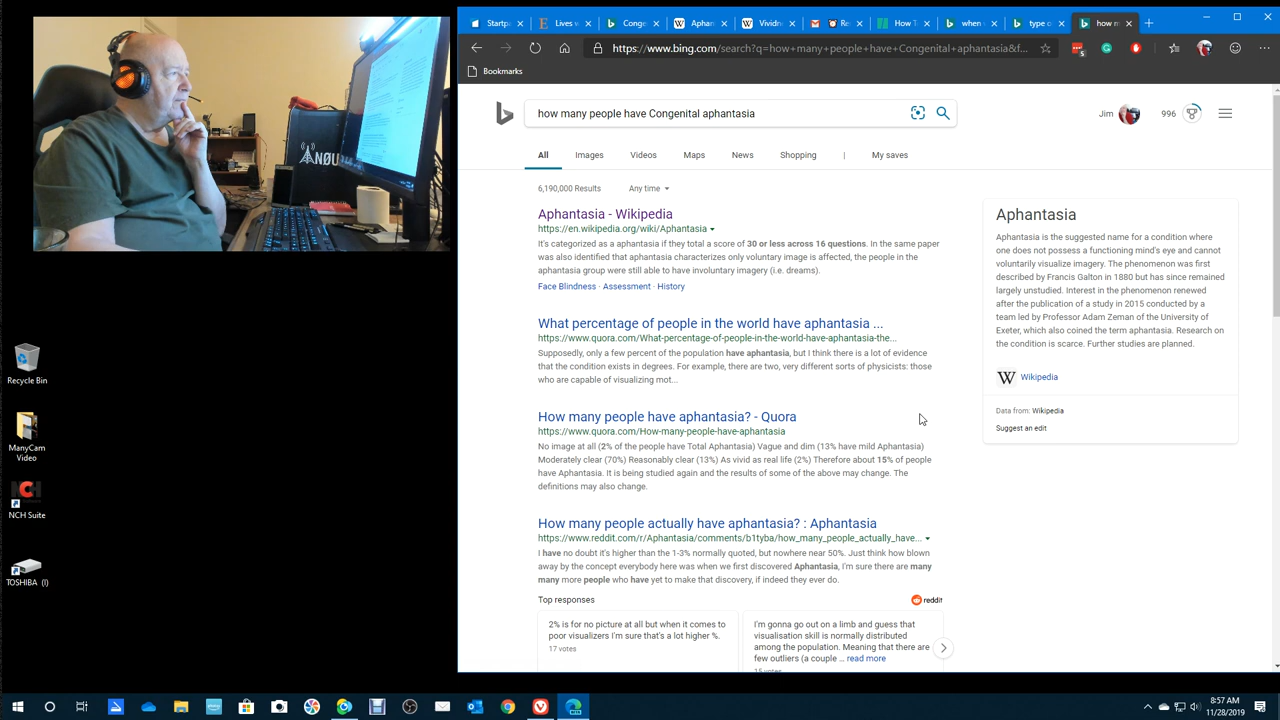 Startpa
Lives v
Conge
Apha
Vividne
Re
How To
when v
type o
how m
https://www.bing.com/search?q=how+many+people+have+Congenital+aphantasia&f...
Bookmarks
how many people have Congenital aphantasia
Jim
996
All Images Videos Maps News Shopping | My saves
6,190,000 Results Any time
Aphantasia - Wikipedia
https://en.wikipedia.org/wiki/Aphantasia
It's categorized as a aphantasia if they total a score of 30 or less across 16 questions. In the same paper
was also identified that aphantasia characterizes only voluntary image is affected, the people in the
aphantasia group were still able to have involuntary imagery (i.e. dreams).
Face Blindness · Assessment · History
What percentage of people in the world have aphantasia ...
https://www.quora.com/What-percentage-of-people-in-the-world-have-aphantasia-the...
Supposedly, only a few percent of the population have aphantasia, but I think there is a lot of evidence
that the condition exists in degrees. For example, there are two, very different sorts of physicists: those
who are capable of visualizing mot...
How many people have aphantasia? - Quora
https://www.quora.com/How-many-people-have-aphantasia
No image at all (2% of the people have Total Aphantasia) Vague and dim (13% have mild Aphantasia)
Moderately clear (70%) Reasonably clear (13%) As vivid as real life (2%) Therefore about 15% of people
have Aphantasia. It is being studied again and the results of some of the above may change. The
definitions may also change.
How many people actually have aphantasia? : Aphantasia
https://www.reddit.com/r/Aphantasia/comments/b1tyba/how_many_people_actually_have...
I have no doubt it's higher than the 1-3% normally quoted, but nowhere near 50%. Just think how blown
away by the concept everybody here was when we first discovered Aphantasia, I'm sure there are many
many more people who have yet to make that discovery, if indeed they ever do.
Top responses
reddit
2% is for no picture at all but when it comes to
poor visualizers I'm sure that's a lot higher %.
17 votes
I'm gonna go out on a limb and guess that
visualisation skill is normally distributed
among the population. Meaning that there are
few outliers (a couple ... read more
15 votes
Aphantasia
Aphantasia is the suggested name for a condition where
one does not possess a functioning mind's eye and cannot
voluntarily visualize imagery. The phenomenon was first
described by Francis Galton in 1880 but has since remained
largely unstudied. Interest in the phenomenon renewed
after the publication of a study in 2015 conducted by a
team led by Professor Adam Zeman of the University of
Exeter, which also coined the term aphantasia. Research on
the condition is scarce. Further studies are planned.
Wikipedia
Data from: Wikipedia
Suggest an edit
Recycle Bin
ManyCam
Video
NCH Suite
TOSHIBA (I)
8:57 AM
11/28/2019